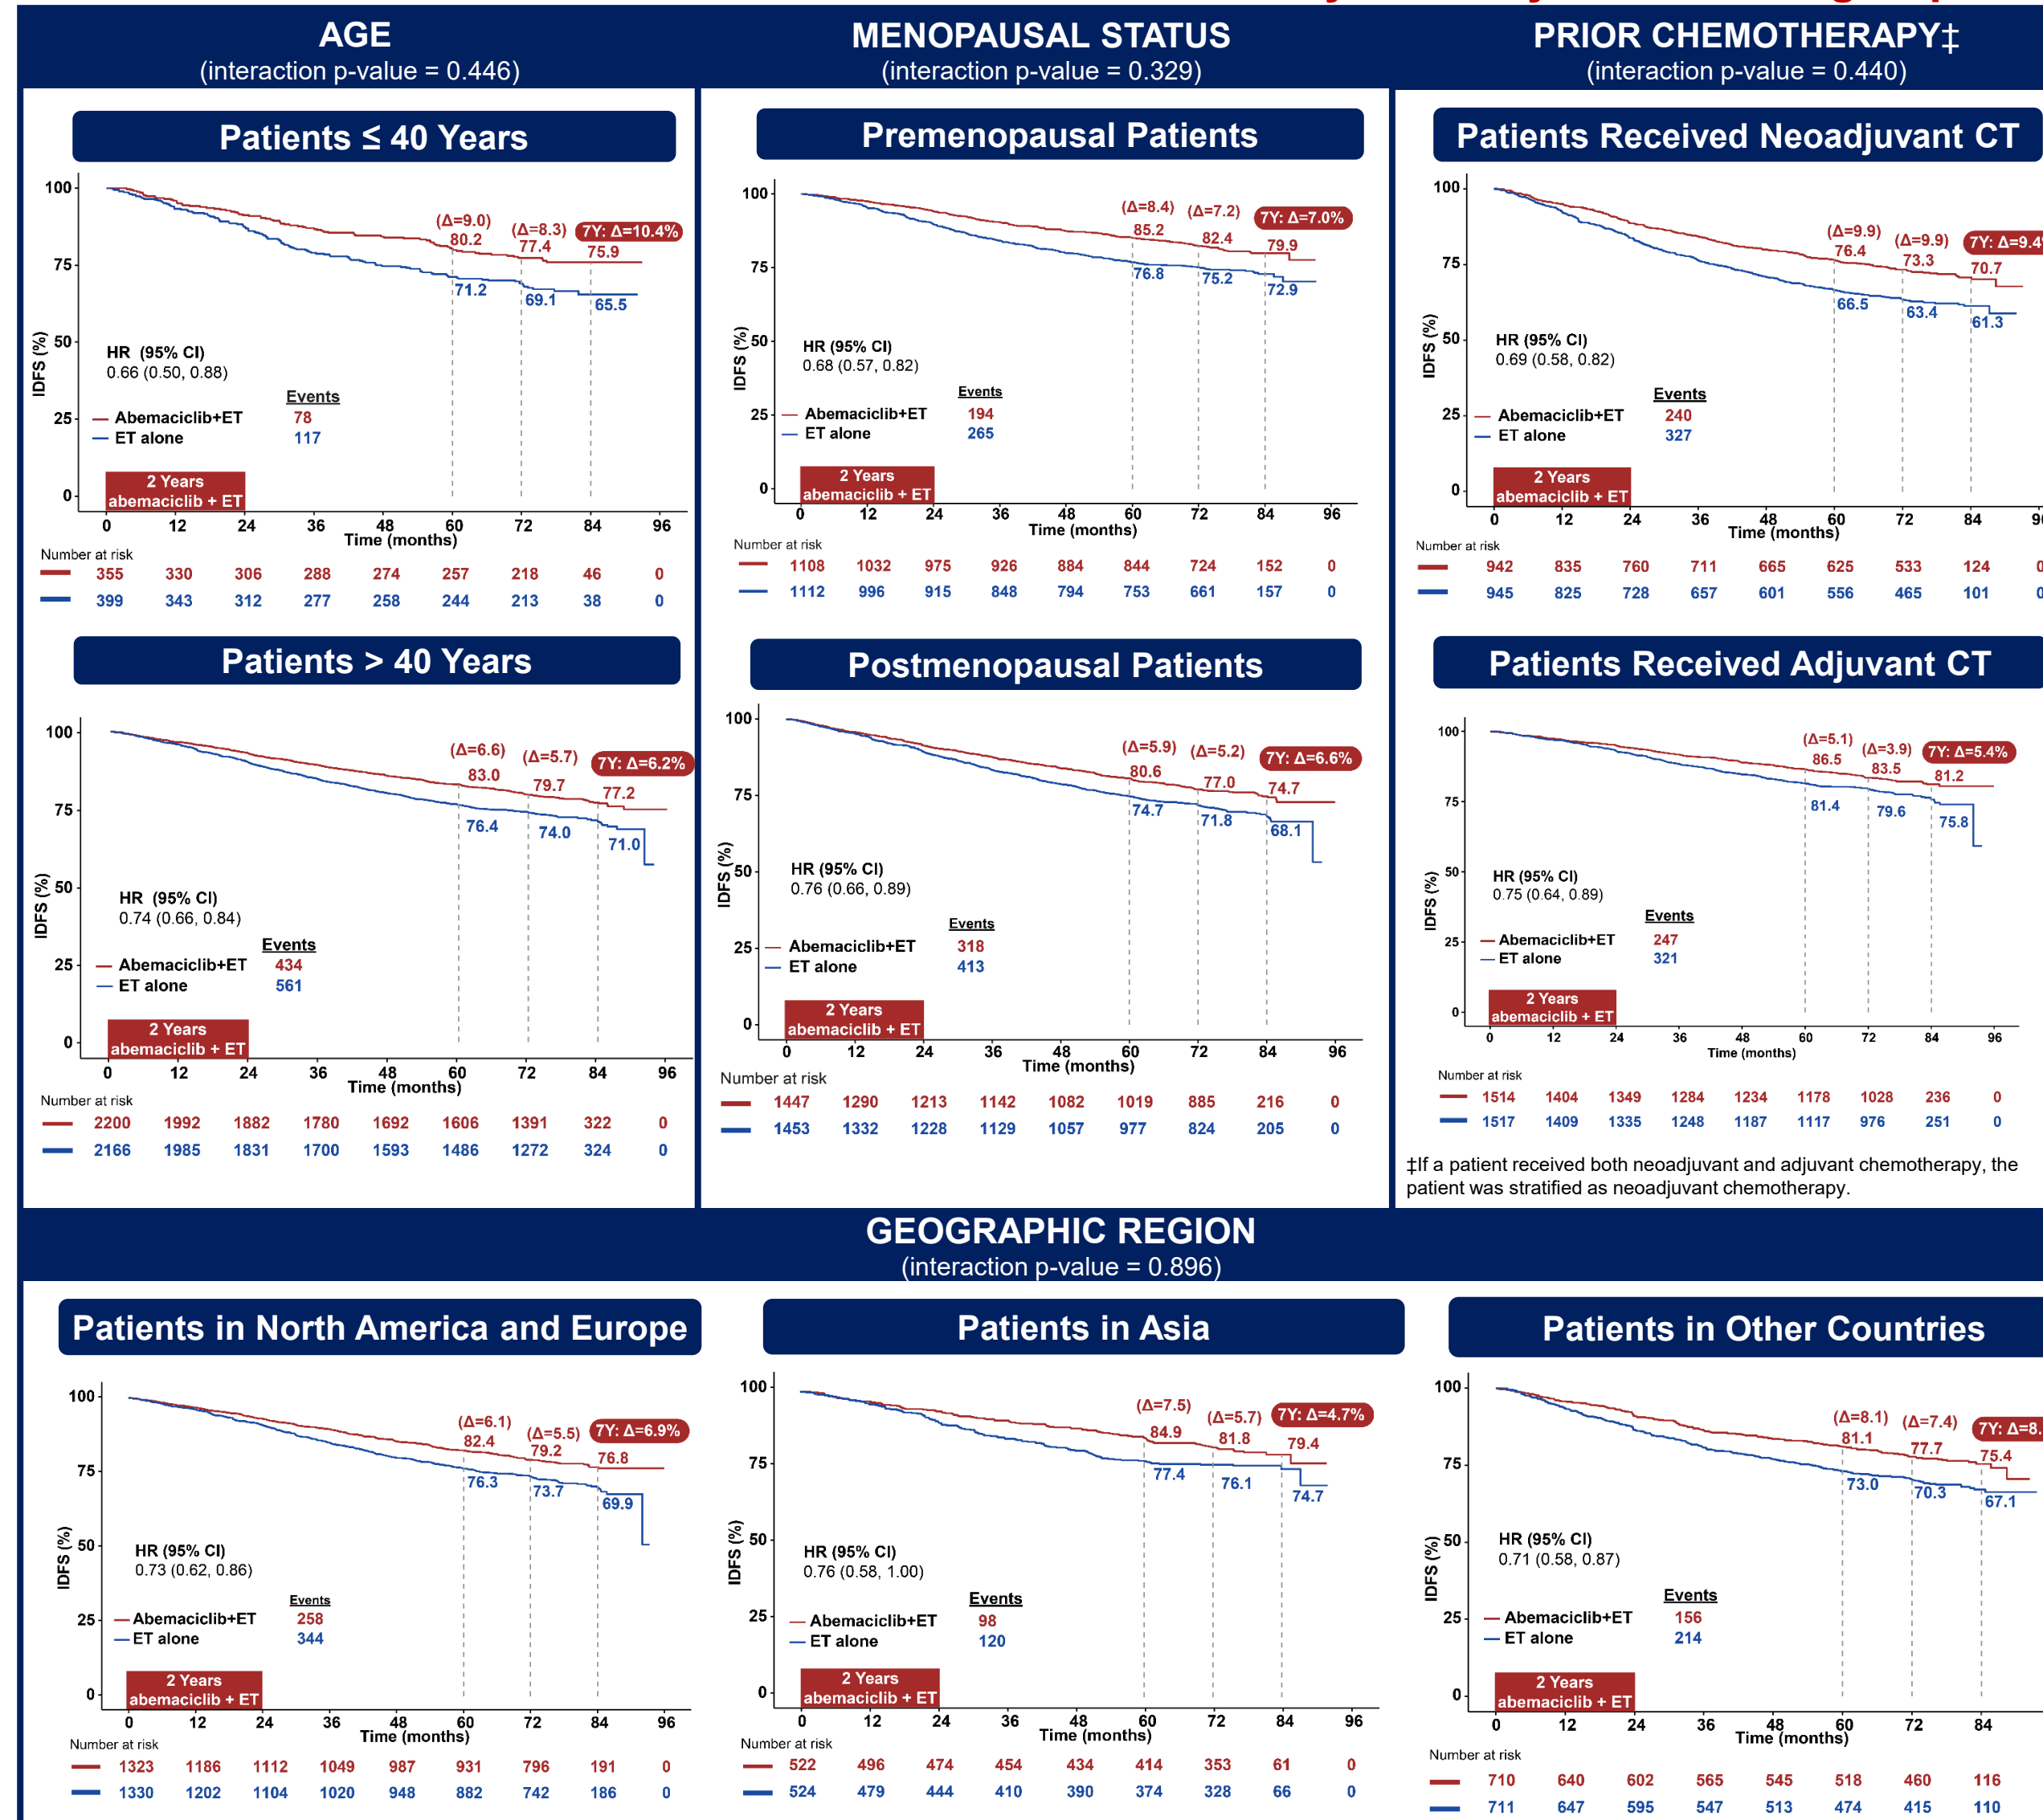 AGE
(interaction p-value = 0.446)
MENOPAUSAL STATUS
(interaction p-value = 0.329)
PRIOR CHEMOTHERAPY‡
(interaction p-value = 0.440)
Patients ≤ 40 Years
100
75
50
25
0
IDFS (%)
(Δ=9.0)
80.2
(Δ=8.3)
77.4
7Y: Δ=10.4%
75.9
71.2
69.1
65.5
HR (95% CI)
0.66 (0.50, 0.88)
Events
Abemaciclib+ET 78
ET alone 117
2 Years
abemaciclib + ET
0 12 24 36 48 60 72 84 96
Time (months)
Number at risk
355 330 306 288 274 257 218 46 0
399 343 312 277 258 244 213 38 0
Premenopausal Patients
100
75
50
25
0
IDFS (%)
(Δ=8.4)
85.2
(Δ=7.2)
82.4
7Y: Δ=7.0%
79.9
76.8
75.2
72.9
HR (95% CI)
0.68 (0.57, 0.82)
Events
Abemaciclib+ET 194
ET alone 265
2 Years
abemaciclib + ET
0 12 24 36 48 60 72 84 96
Time (months)
Number at risk
1108 1032 975 926 884 844 724 152 0
1112 996 915 848 794 753 661 157 0
Patients Received Neoadjuvant CT
100
75
50
25
0
IDFS (%)
(Δ=9.9)
76.4
(Δ=9.9)
73.3
7Y: Δ=9.4
70.7
66.5
63.4
61.3
HR (95% CI)
0.69 (0.58, 0.82)
Events
Abemaciclib+ET 240
ET alone 327
2 Years
abemaciclib + ET
0 12 24 36 48 60 72 84
Time (months)
Number at risk
942 835 760 711 665 625 533 124 0
945 825 728 657 601 556 465 101 0
Patients > 40 Years
100
75
50
25
0
IDFS (%)
(Δ=6.6)
83.0
(Δ=5.7)
79.7
7Y: Δ=6.2%
77.2
76.4
74.0
71.0
HR (95% CI)
0.74 (0.66, 0.84)
Events
Abemaciclib+ET 434
ET alone 561
2 Years
abemaciclib + ET
0 12 24 36 48 60 72 84 96
Time (months)
Number at risk
2200 1992 1882 1780 1692 1606 1391 322 0
2166 1985 1831 1700 1593 1486 1272 324 0
Postmenopausal Patients
100
75
50
25
0
IDFS (%)
(Δ=5.9)
80.6
(Δ=5.2)
77.0
7Y: Δ=6.6%
74.7
74.7
71.8
68.1
HR (95% CI)
0.76 (0.66, 0.89)
Events
Abemaciclib+ET 318
ET alone 413
2 Years
abemaciclib + ET
0 12 24 36 48 60 72 84 96
Time (months)
Number at risk
1447 1290 1213 1142 1082 1019 885 216 0
1453 1332 1228 1129 1057 977 824 205 0
Patients Received Adjuvant CT
100
75
50
25
0
IDFS (%)
(Δ=5.1)
86.5
(Δ=3.9)
83.5
7Y: Δ=5.4%
81.2
81.4
79.6
75.8
HR (95% CI)
0.75 (0.64, 0.89)
Events
Abemaciclib+ET 247
ET alone 321
2 Years
abemaciclib + ET
0 12 24 36 48 60 72 84 96
Time (months)
Number at risk
1514 1404 1349 1284 1234 1178 1028 236 0
1517 1409 1335 1248 1187 1117 976 251 0
‡If a patient received both neoadjuvant and adjuvant chemotherapy, the
patient was stratified as neoadjuvant chemotherapy.
GEOGRAPHIC REGION
(interaction p-value = 0.896)
Patients in North America and Europe
100
75
50
25
0
IDFS (%)
(Δ=6.1)
82.4
(Δ=5.5)
79.2
7Y: Δ=6.9%
76.8
76.3
73.7
69.9
HR (95% CI)
0.73 (0.62, 0.86)
Events
Abemaciclib+ET 258
ET alone 344
2 Years
abemaciclib + ET
0 12 24 36 48 60 72 84 96
Time (months)
Number at risk
1323 1186 1112 1049 987 931 796 191 0
1330 1202 1104 1020 948 882 742 186 0
Patients in Asia
100
75
50
25
0
IDFS (%)
(Δ=7.5)
84.9
(Δ=5.7)
81.8
7Y: Δ=4.7%
79.4
77.4
76.1
74.7
HR (95% CI)
0.76 (0.58, 1.00)
Events
Abemaciclib+ET 98
ET alone 120
2 Years
abemaciclib + ET
0 12 24 36 48 60 72 84 96
Time (months)
Number at risk
522 496 474 454 434 414 353 61 0
524 479 444 410 390 374 328 66 0
Patients in Other Countries
100
75
50
25
0
IDFS (%)
(Δ=8.1)
81.1
(Δ=7.4)
77.7
7Y: Δ=8.
75.4
73.0
70.3
67.1
HR (95% CI)
0.71 (0.58, 0.87)
Events
Abemaciclib+ET 156
ET alone 214
2 Years
abemaciclib + ET
0 12 24 36 48 60 72 84
Time (months)
Number at risk
710 640 602 565 545 518 460 116
711 647 595 547 513 474 415 110